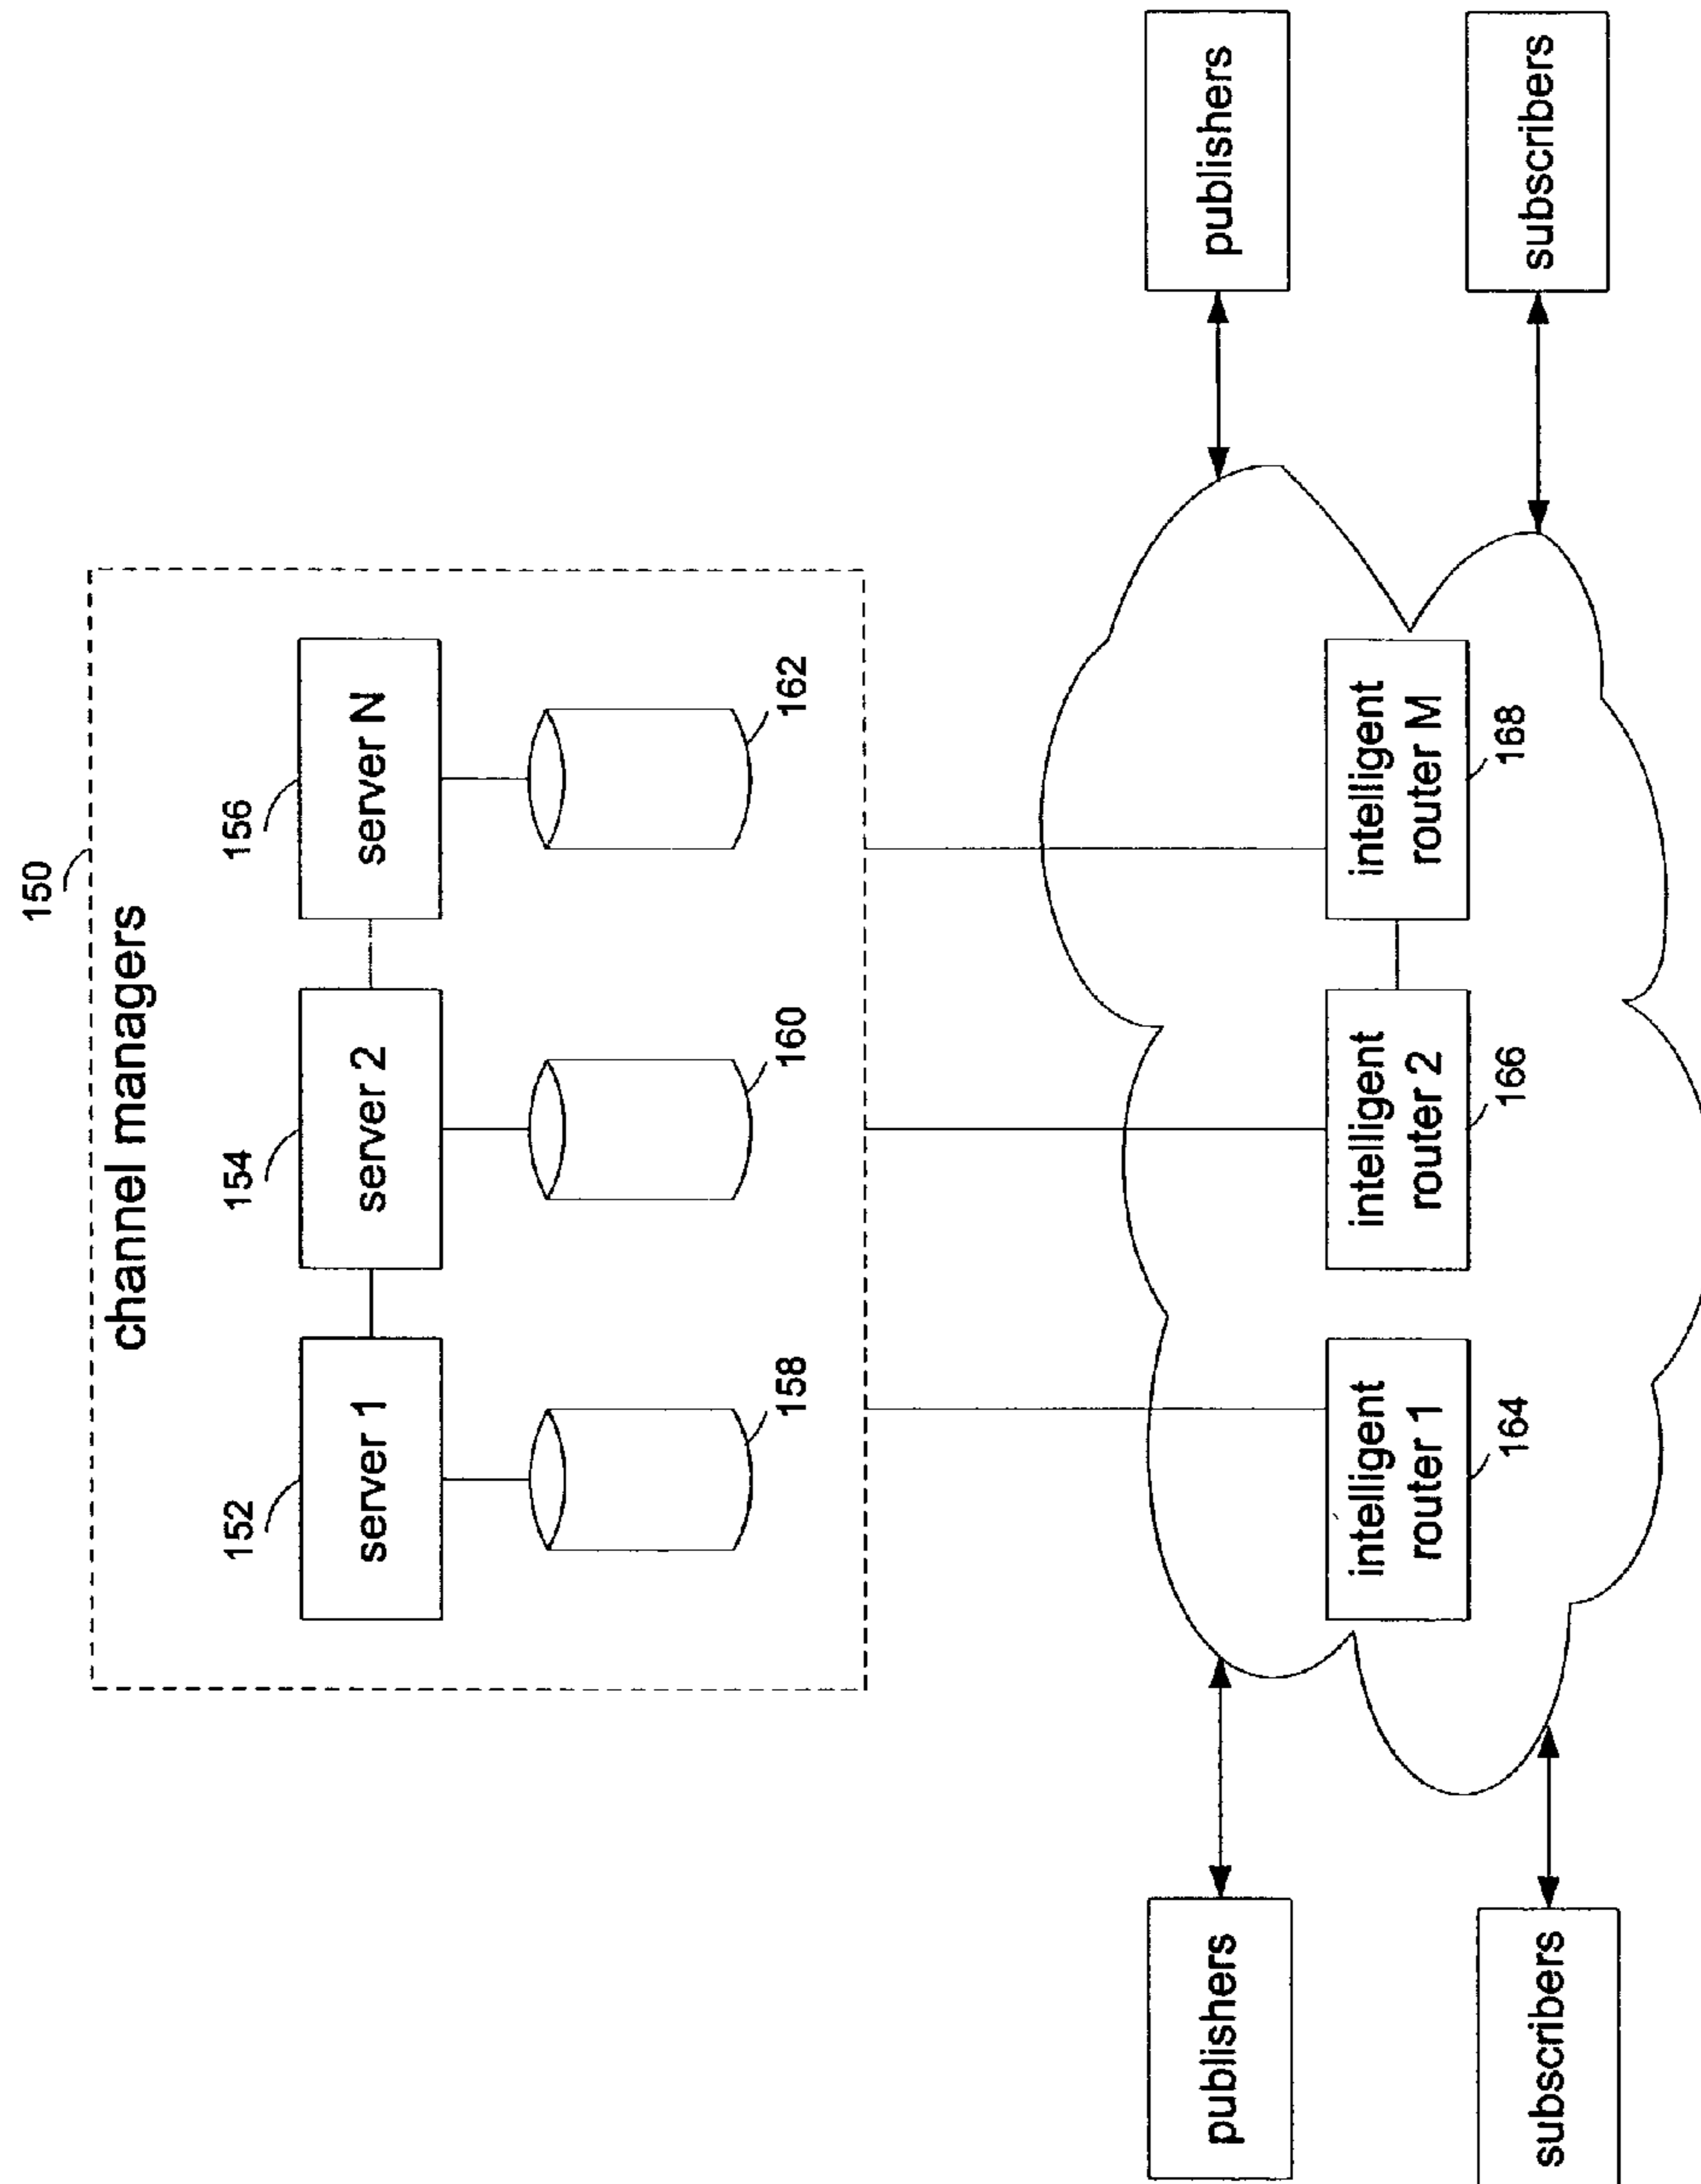 150
channel managers
152
154
156
server 1
server 2
server N
158
160
162
publishers
publishers
intelligent
router 1
intelligent
router 2
intelligent
router M
164
166
168
subscribers
subscribers